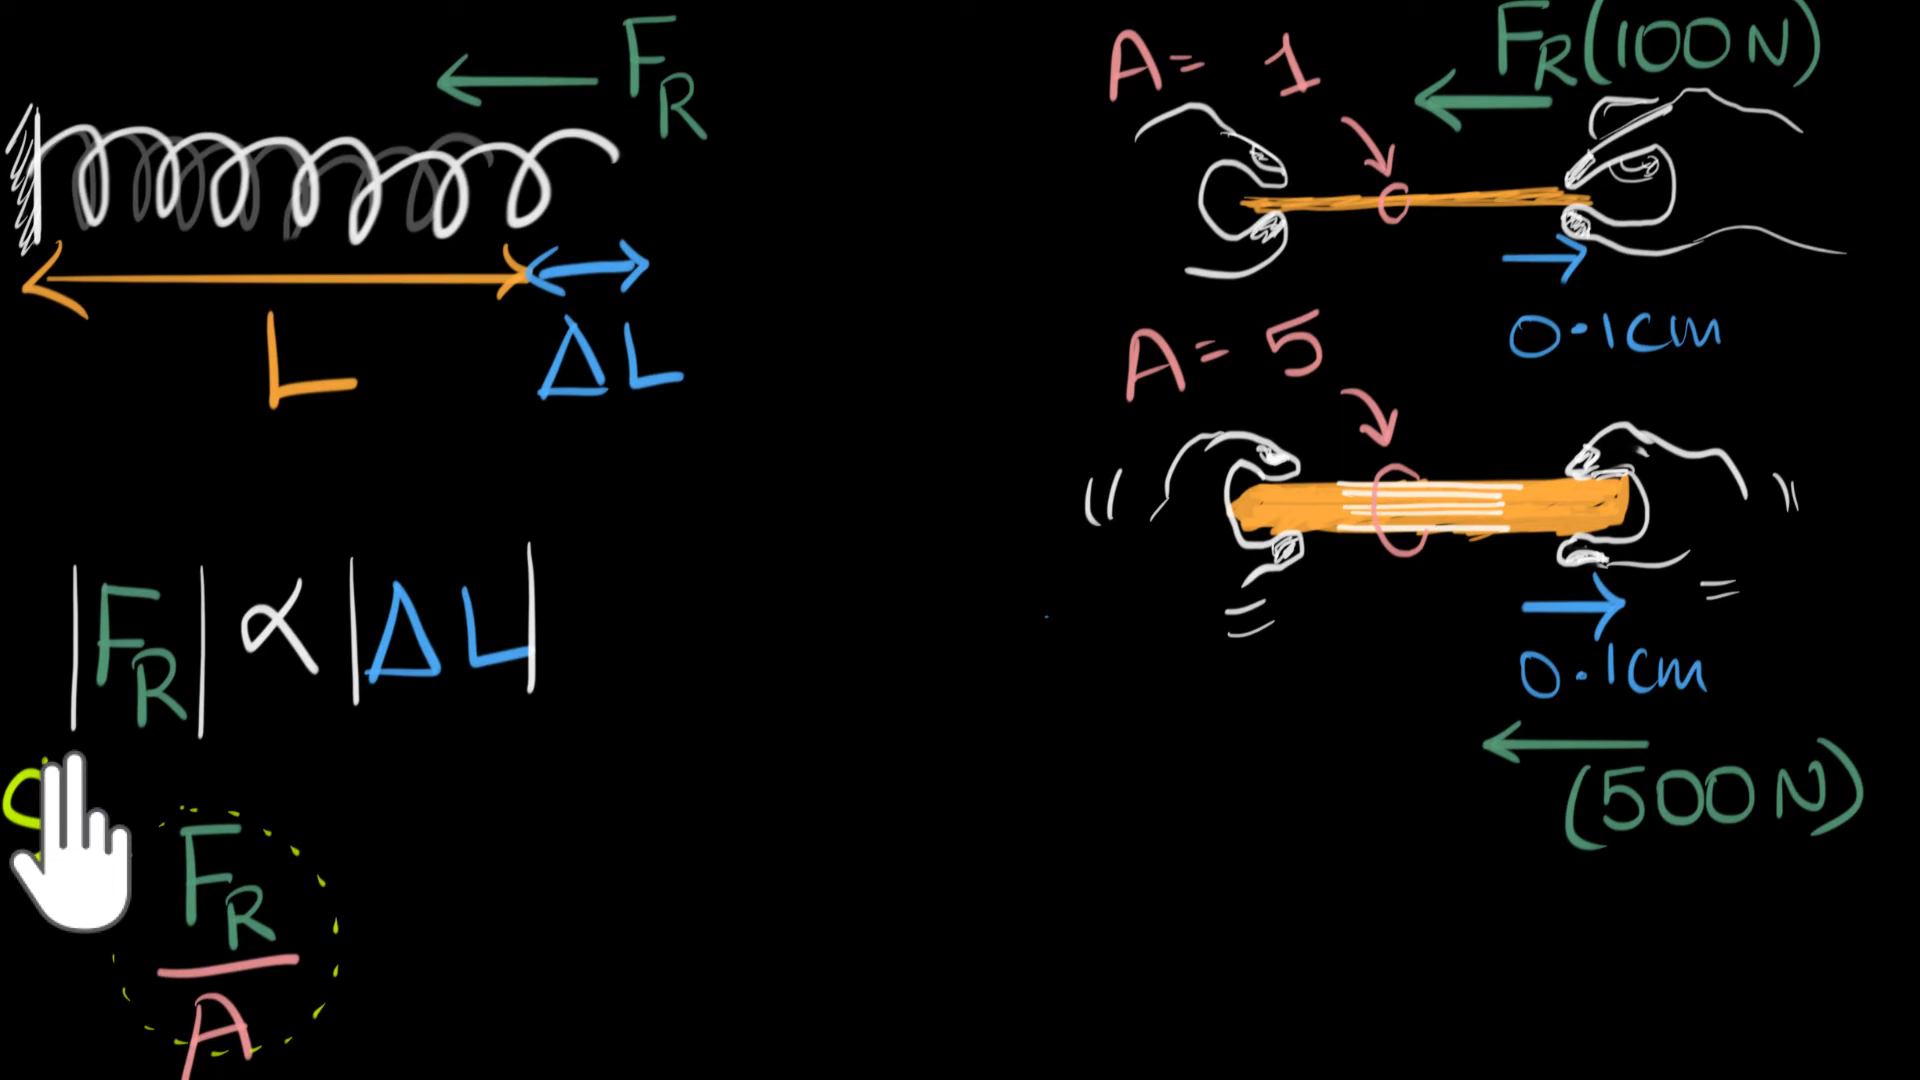 F_R
L
ΔL
|F_R| ∝ |ΔL|
F_R
A
A = 1
F_R (100 N)
0.1cm
A = 5
0.1cm
(500 N)